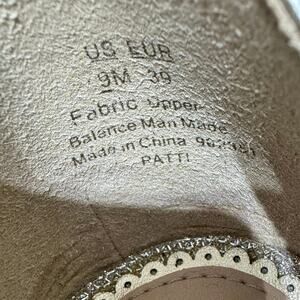 US EUR
9M 39
Fabric Upper
Balance Man Made
Made in China
PATTI